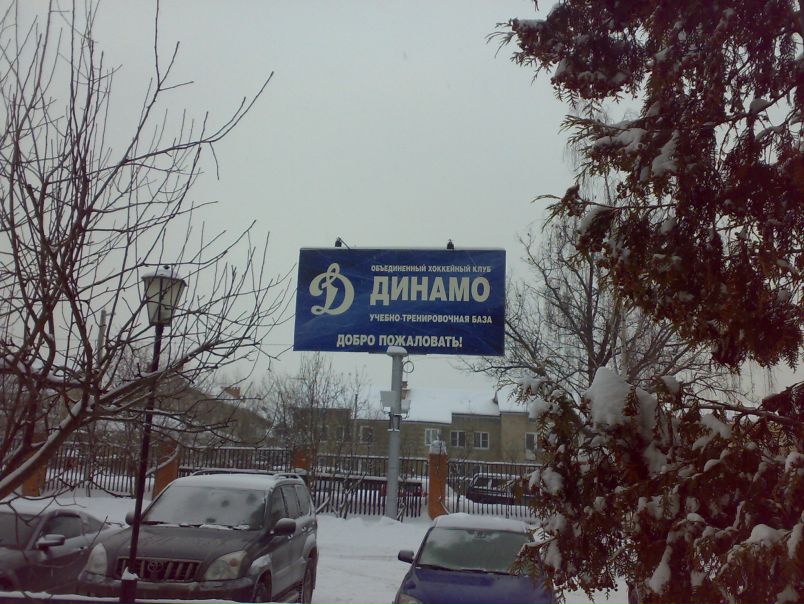 ОБЪЕДИНЕННЫЙ ХОККЕЙНЫЙ КЛУБ
ДИНАМО
УЧЕБНО-ТРЕНИРОВОЧНАЯ БАЗА
ДОБРО ПОЖАЛОВАТЬ!